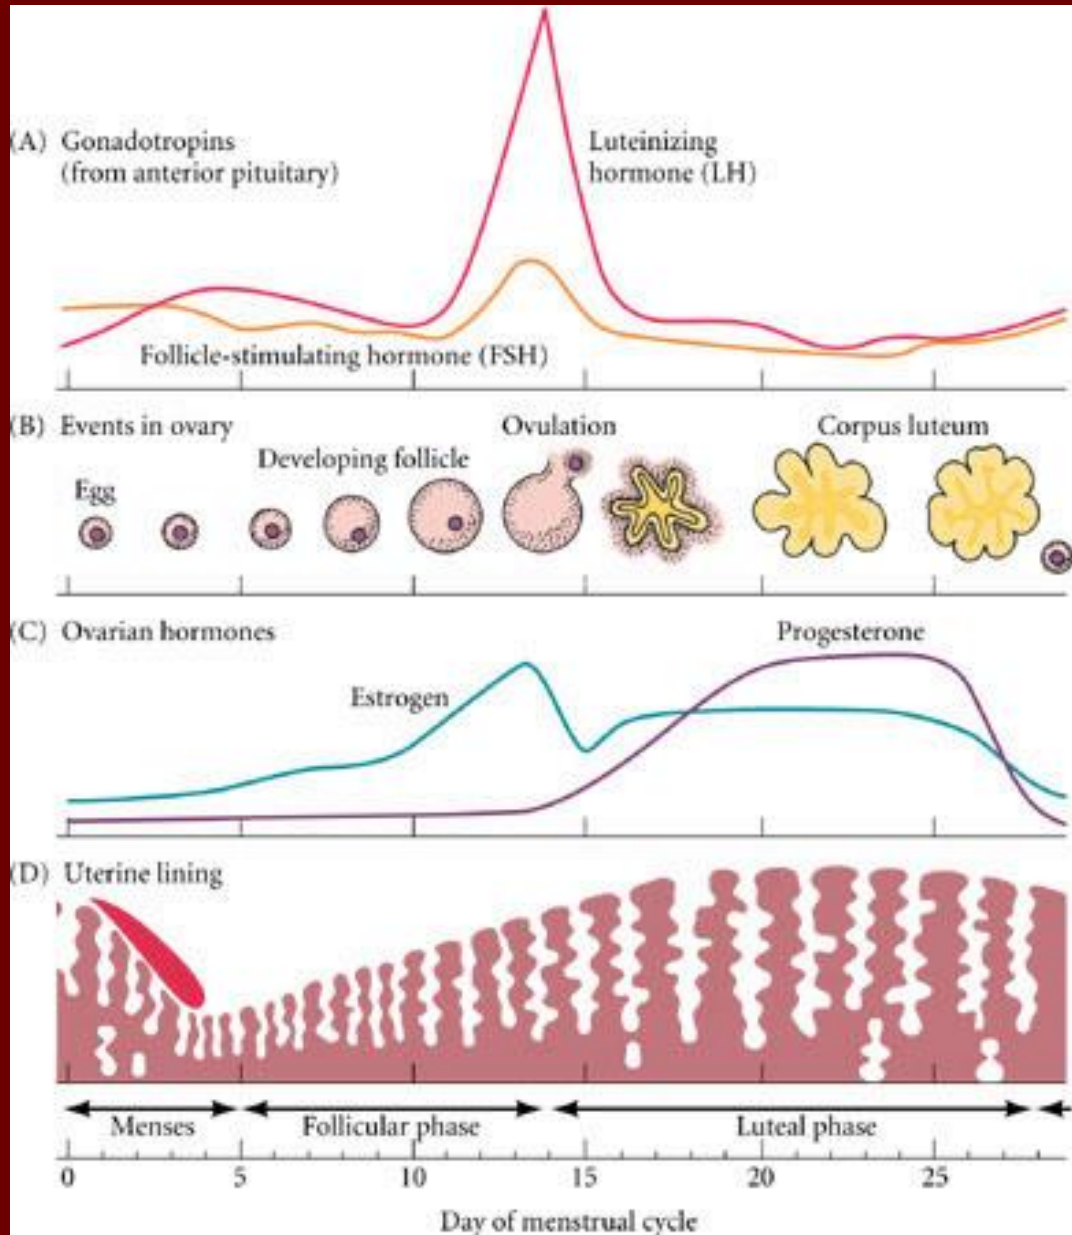 (A) Gonadotropins
(from anterior pituitary)
Luteinizing
hormone (LH)
Follicle-stimulating hormone (FSH)
(B) Events in ovary
Ovulation
Corpus luteum
Developing follicle
Egg
(C) Ovarian hormones
Progesterone
Estrogen
(D) Uterine lining
Menses
Follicular phase
Luteal phase
0 5 10 15 20 25
Day of menstrual cycle